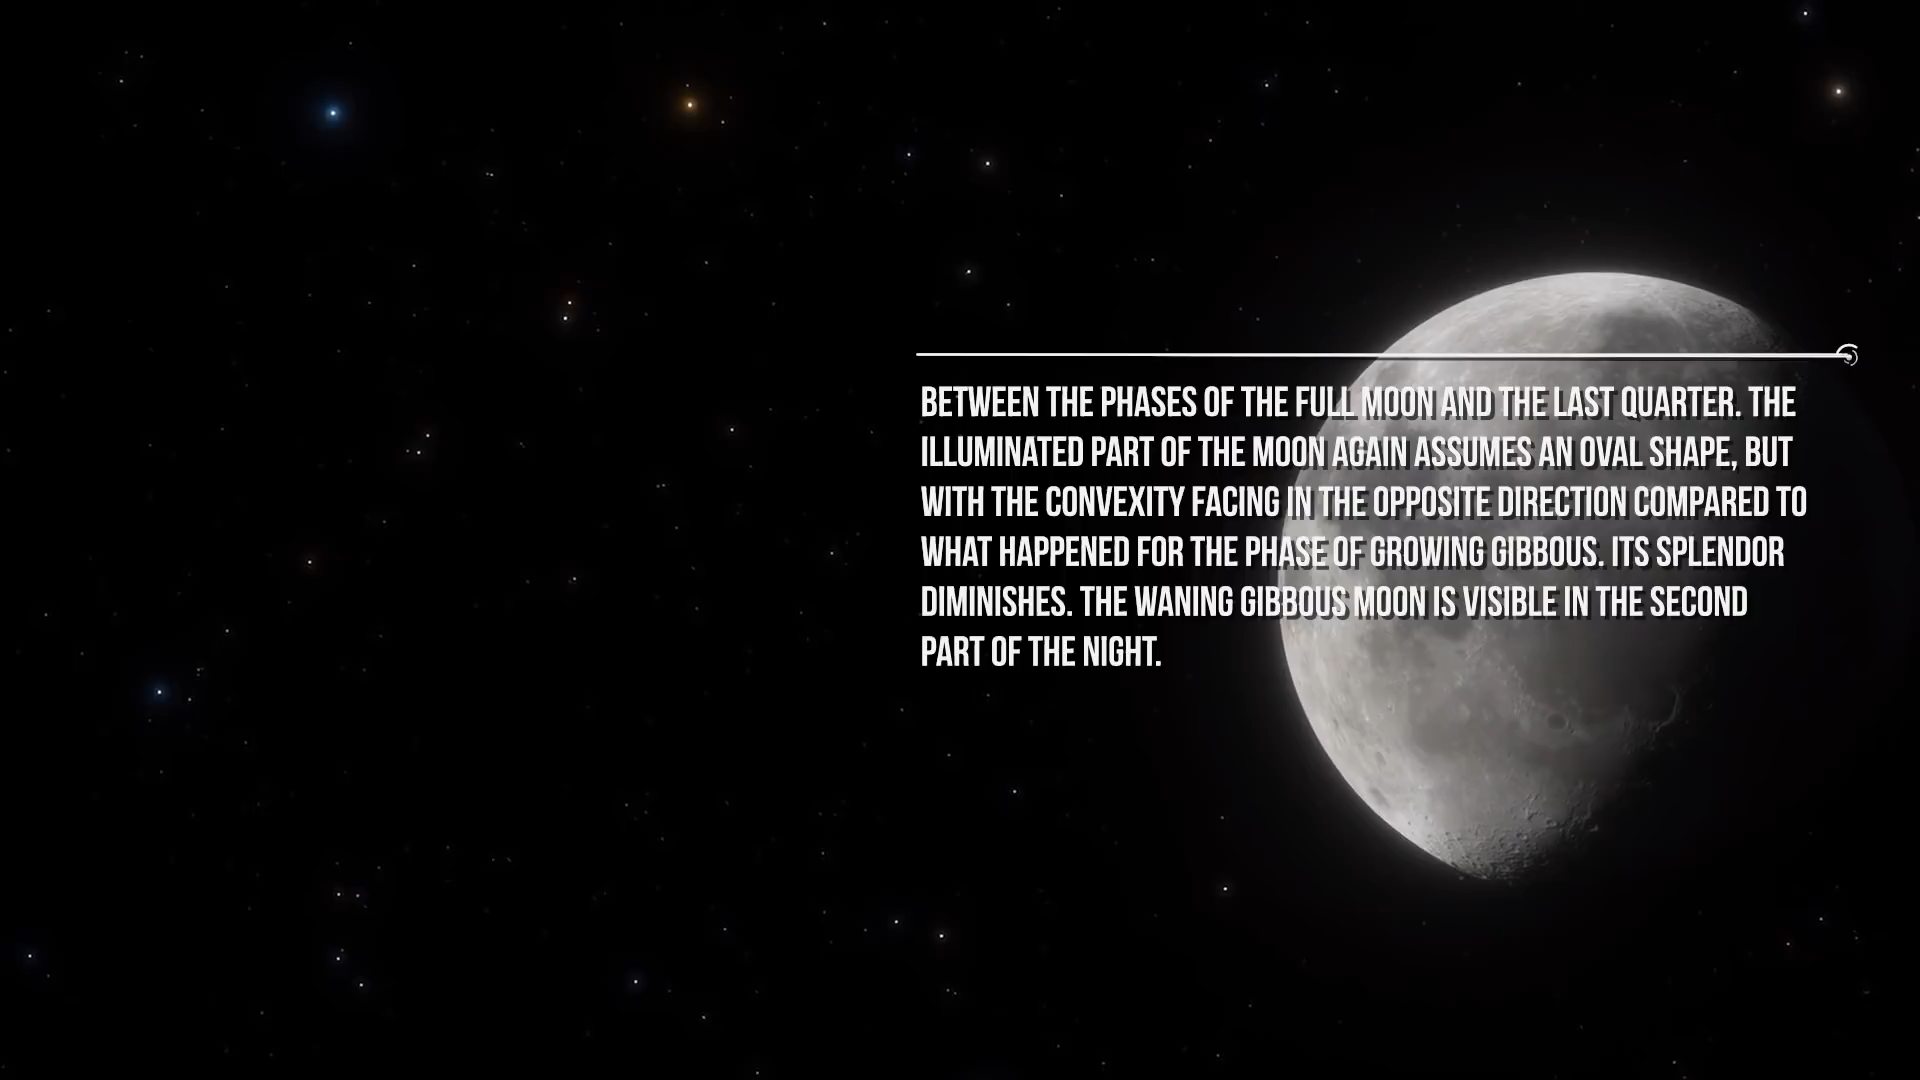 BETWEEN THE PHASES OF THE FULL MOON AND THE LAST QUARTER. THE
ILLUMINATED PART OF THE MOON AGAIN ASSUMES AN OVAL SHAPE, BUT
WITH THE CONVEXITY FACING IN THE OPPOSITE DIRECTION COMPARED TO
WHAT HAPPENED FOR THE PHASE OF GROWING GIBBOUS. ITS SPLENDOR
DIMINISHES. THE WANING GIBBOUS MOON IS VISIBLE IN THE SECOND
PART OF THE NIGHT.